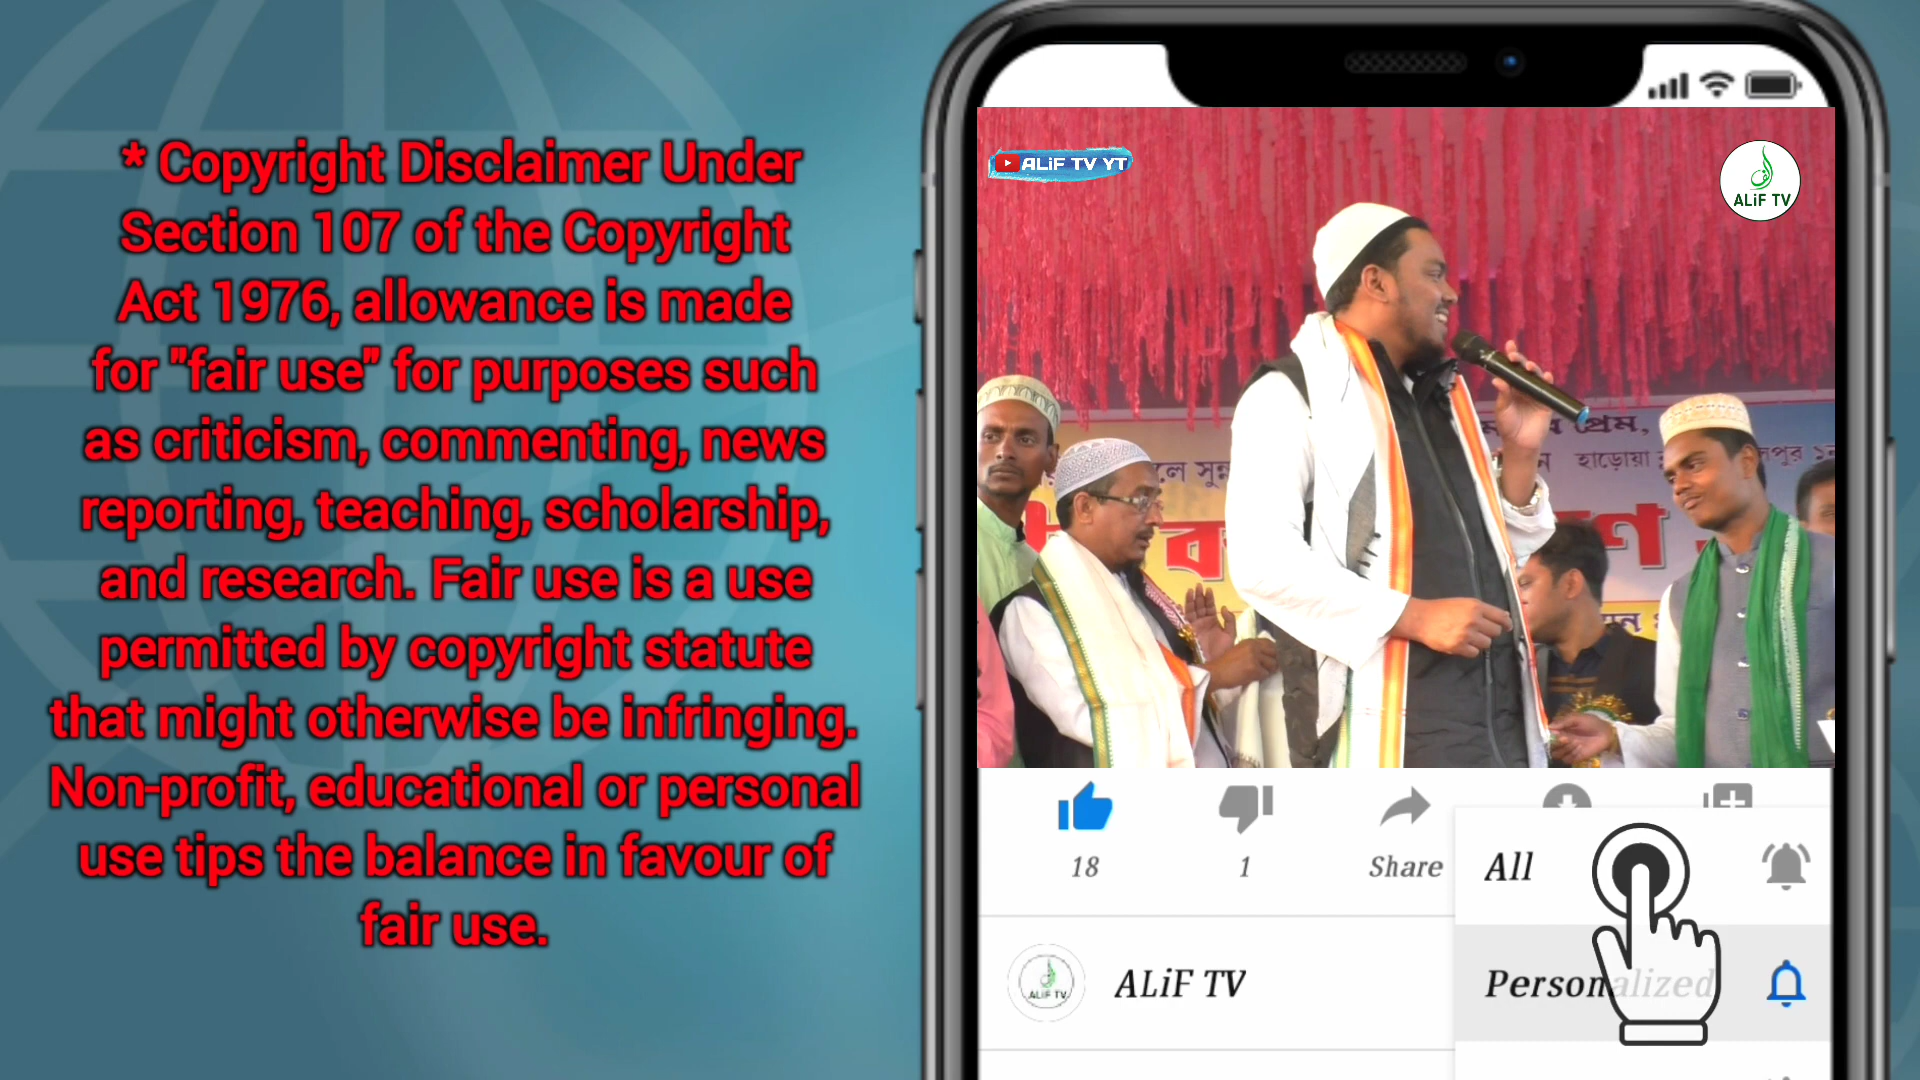 * Copyright Disclaimer Under
Section 107 of the Copyright
Act 1976, allowance is made
for "fair use" for purposes such
as criticism, commenting, news
reporting, teaching, scholarship,
and research. Fair use is a use
permitted by copyright statute
that might otherwise be infringing.
Non-profit, educational or personal
use tips the balance in favour of
fair use.
ALiF TV YT
ALiF TV
প্রেম,
হাড়োয়া
18
1
Share
All
ALiF TV
ALiF TV
Personalized